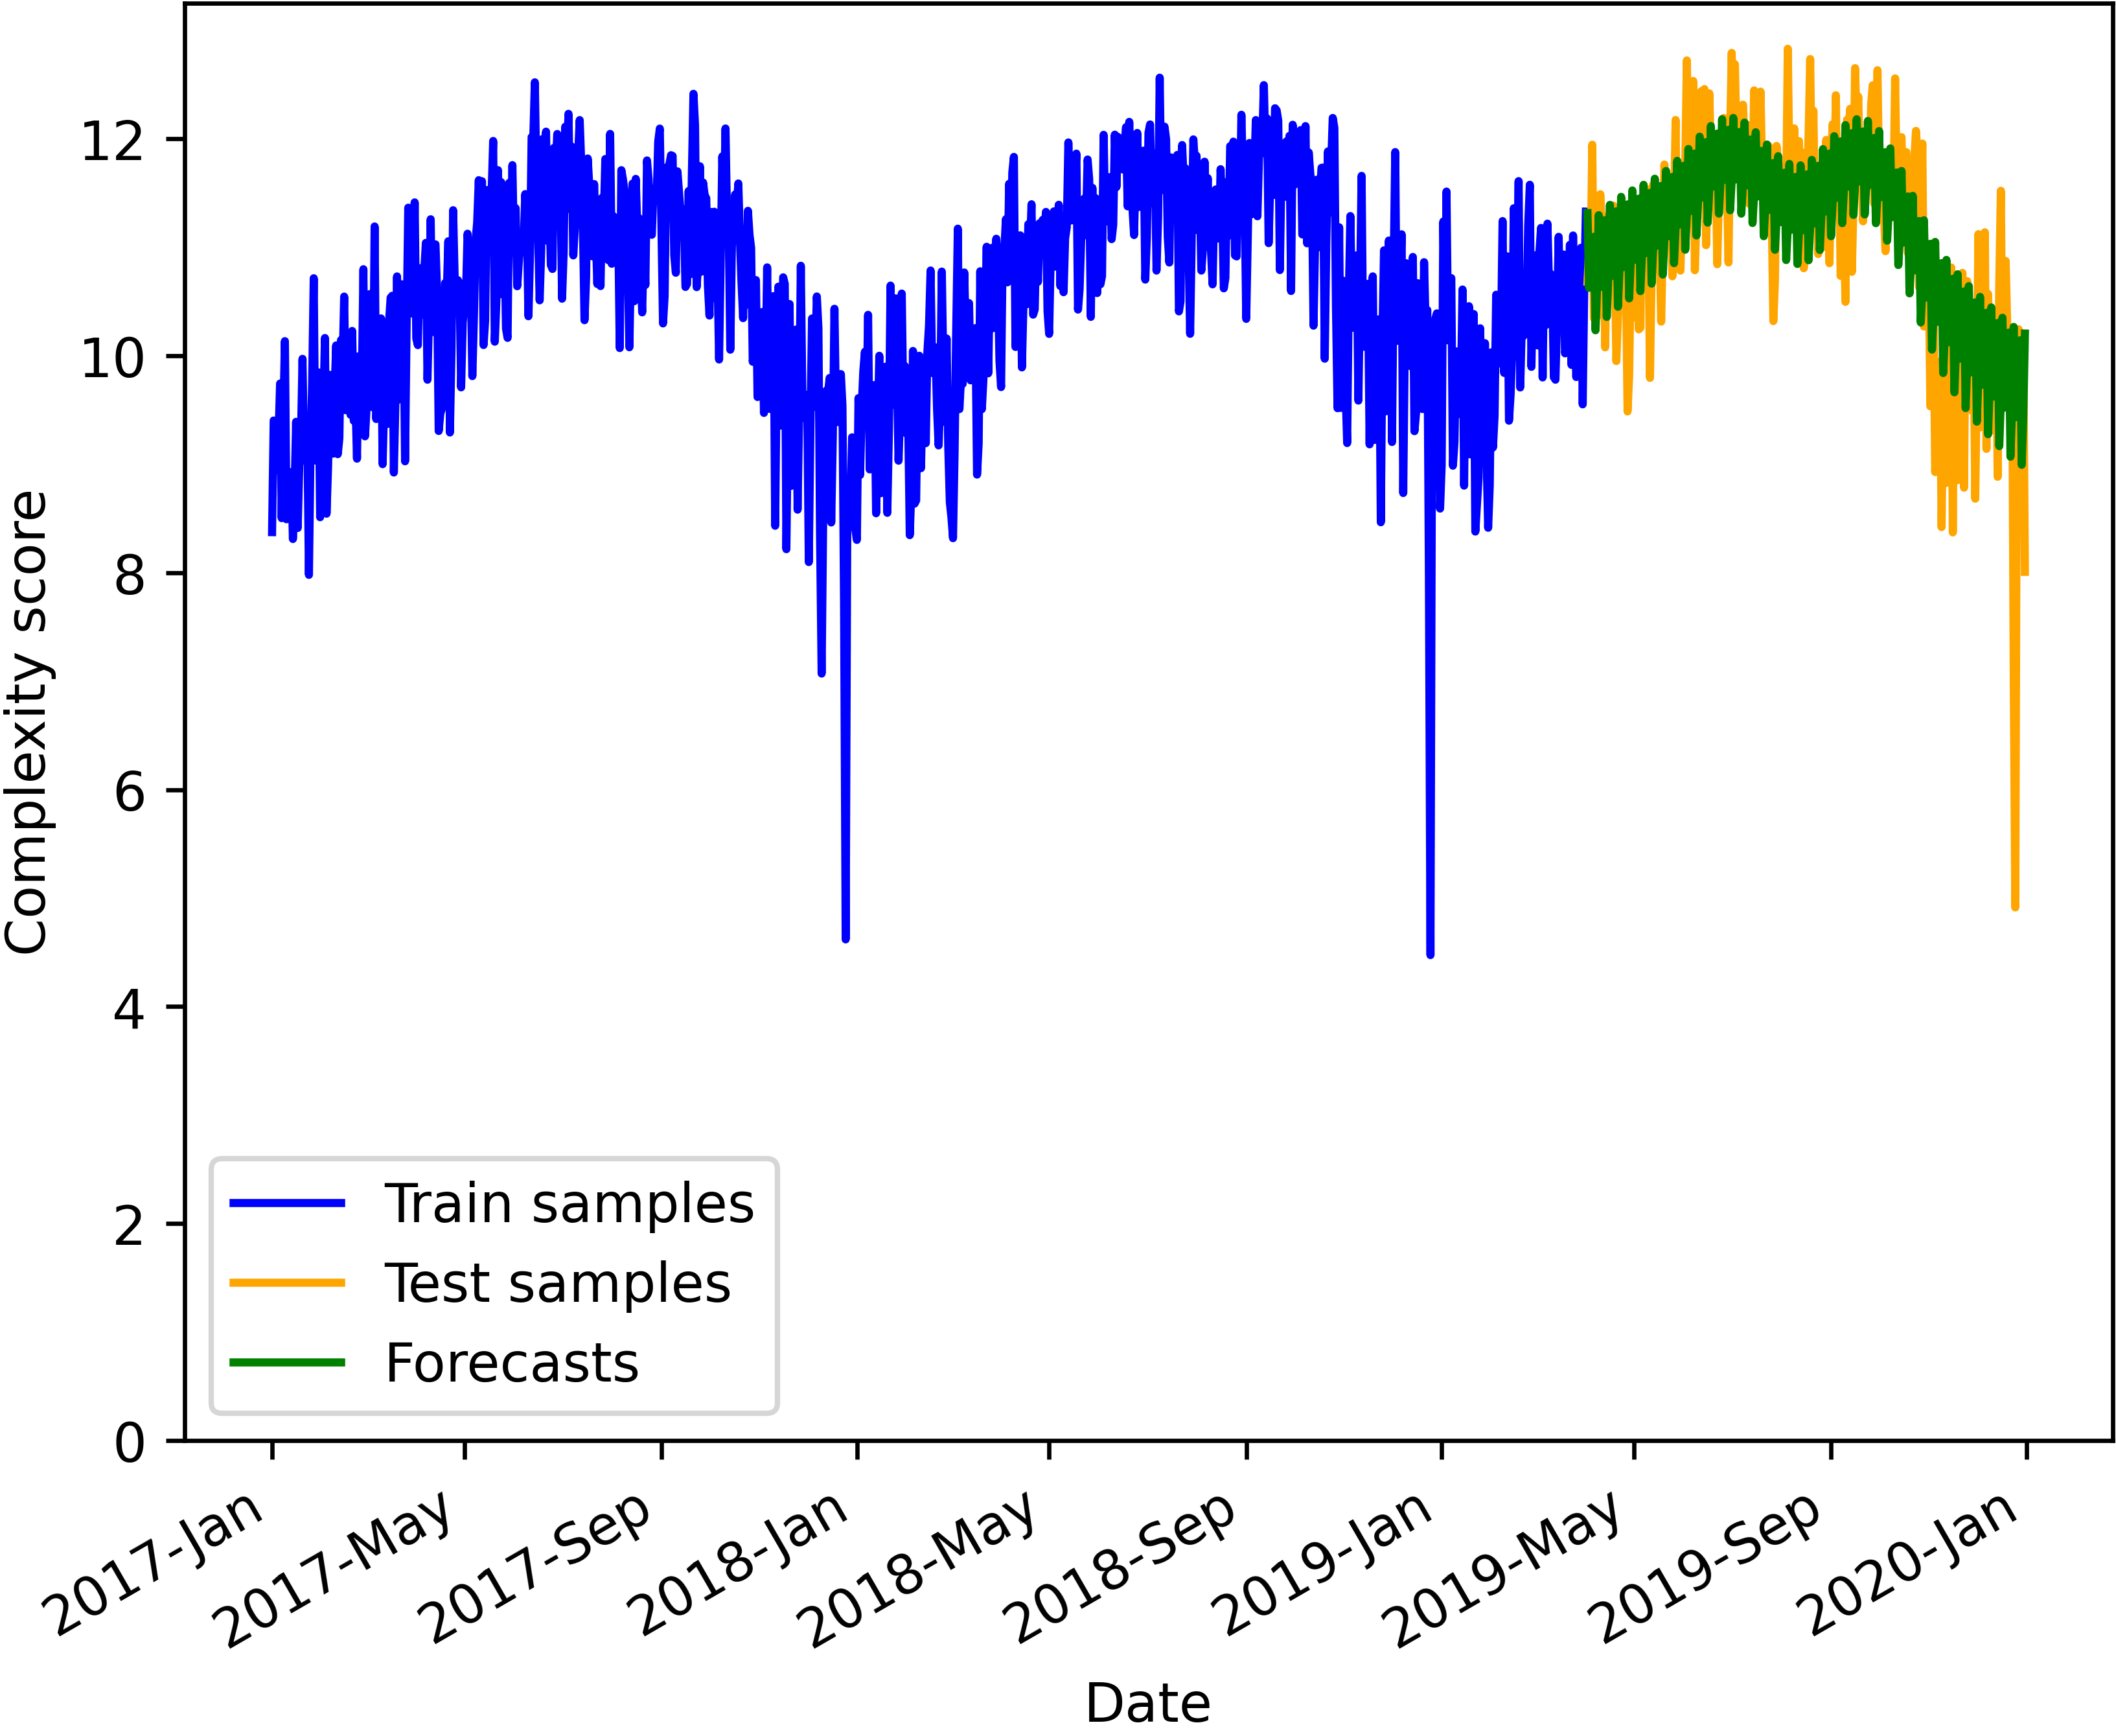 Complexity score
12
10
8
6
4
2
0
Train samples
Test samples
Forecasts
2017-Jan
2017-May
2017-Sep
2018-Jan
2018-May
2018-Sep
2019-Jan
2019-May
2019-Sep
2020-Jan
Date